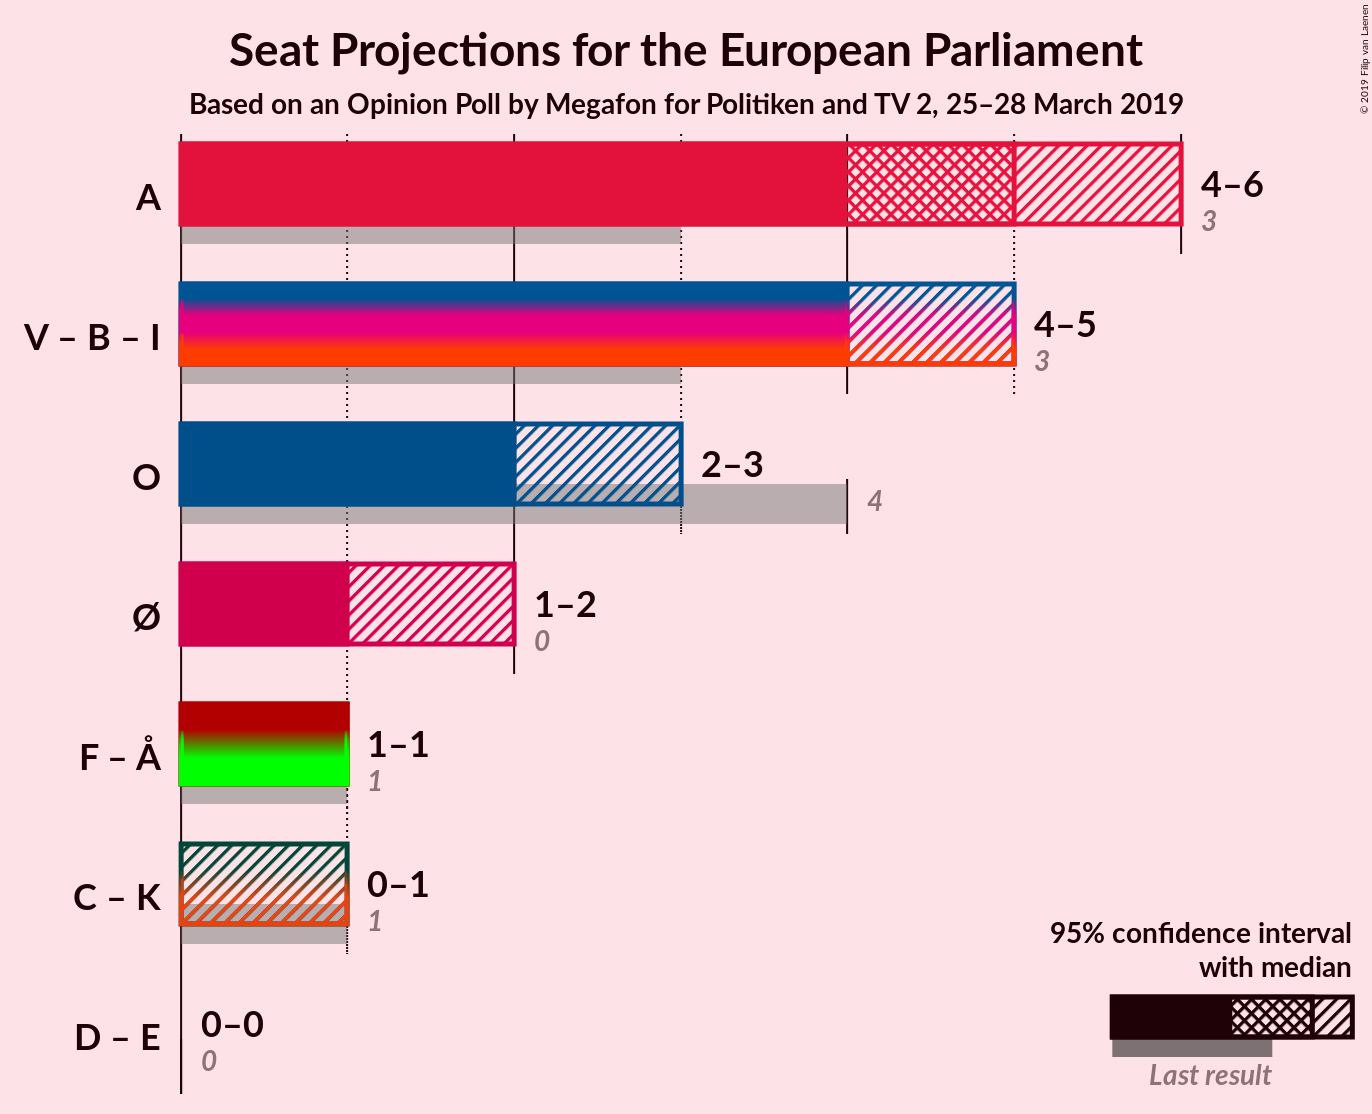 Seat Projections for the European Parliament
Based on an Opinion Poll by Megafon for Politiken and TV 2, 25–28 March 2019
© 2019 Filip van Laenen
A
4–6
3
V – B – I
4–5
3
O
2–3
4
Ø
1–2
0
F – Å
1–1
1
C – K
0–1
1
D – E
0–0
0
95% confidence interval
with median
Last result